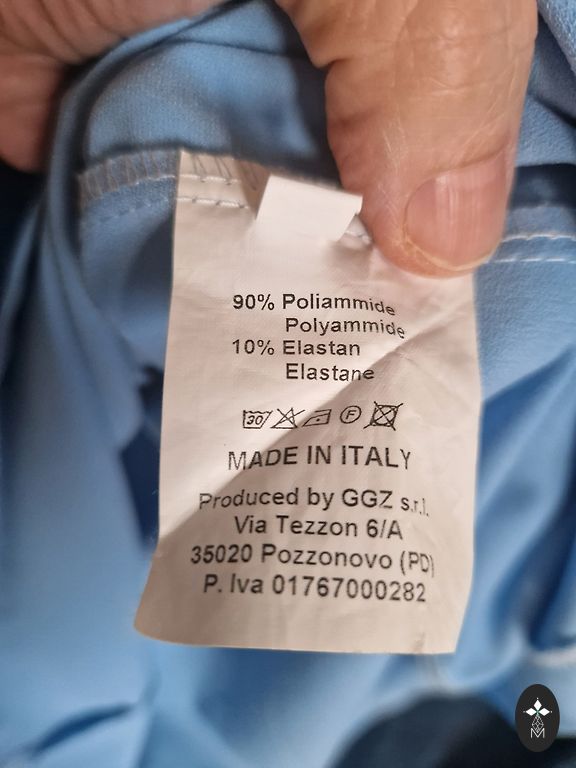 90% Poliammide
Polyammide
10% Elastan
Elastane
30 F
MADE IN ITALY
Produced by GGZ s.r.l.
Via Tezzon 6/A
35020 Pozzonovo (PD)
P. Iva 01767000282
M